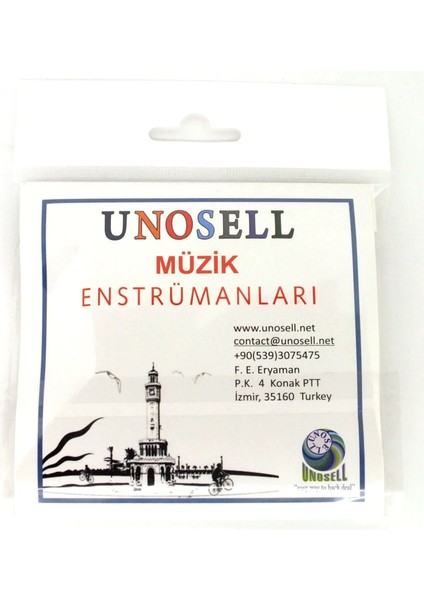 UNOSELL
MÜZİK
ENSTRÜMANLARI
www.unosell.net
contact@unosell.net
+90(539)3075475
F. E. Eryaman
P.K. 4 Konak PTT
İzmir, 35160 Turkey
UNOSELL
UNOSELL